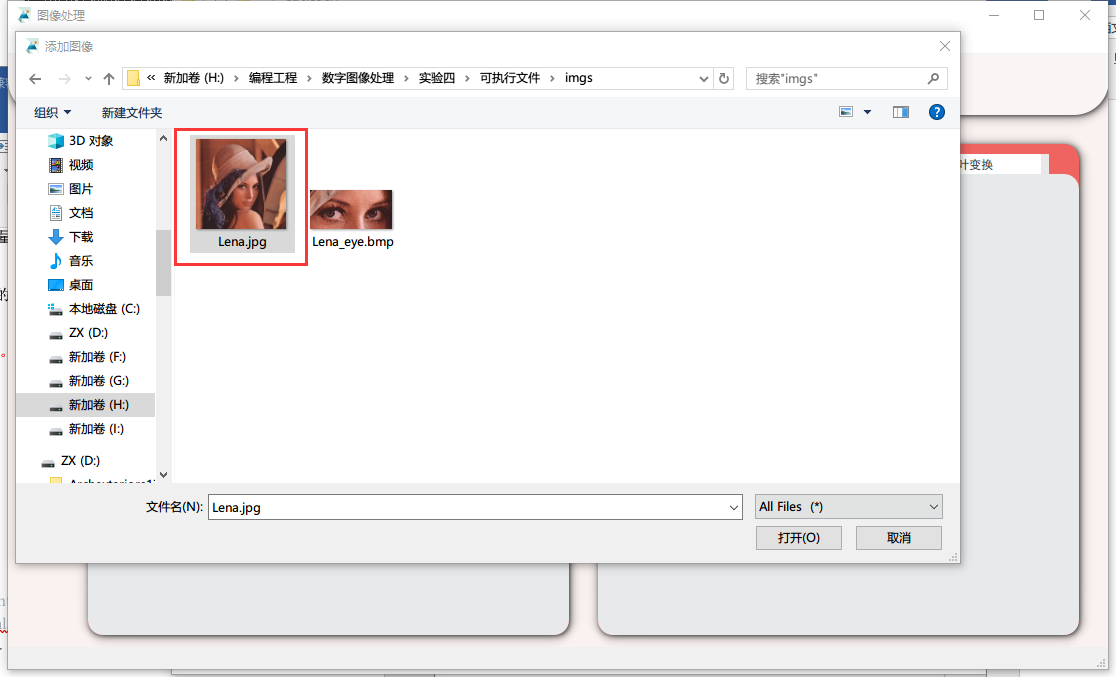 图像处理
添加图像
« 新加卷 (H:) › 编程工程 › 数字图像处理 › 实验四 › 可执行文件 › imgs
搜索"imgs"
组织
新建文件夹
3D 对象
视频
图片
文档
下载
音乐
桌面
本地磁盘 (C:)
ZX (D:)
新加卷 (F:)
新加卷 (G:)
新加卷 (H:)
新加卷 (I:)
ZX (D:)
Lena.jpg
Lena_eye.bmp
叶变换
文件名(N):
Lena.jpg
All Files (*)
打开(O)
取消